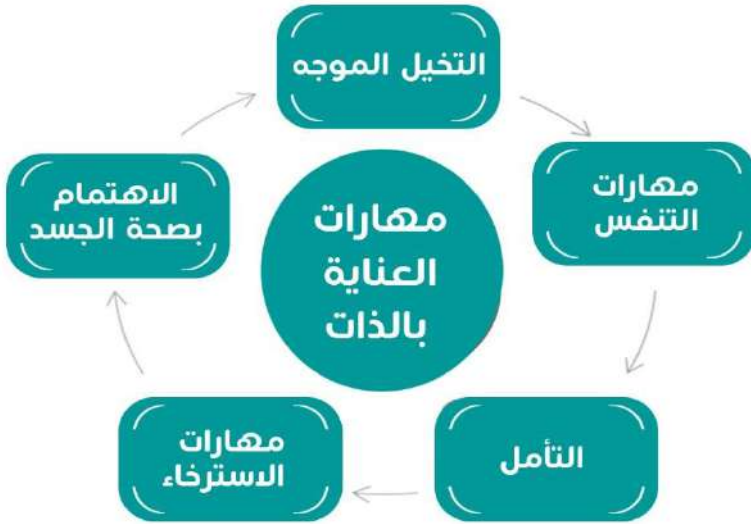 التخيل الموجه
مهارات
التنفس
التأمل
مهارات
الاسترخاء
الاهتمام
بصحة الجسد
مهارات
العناية
بالذات